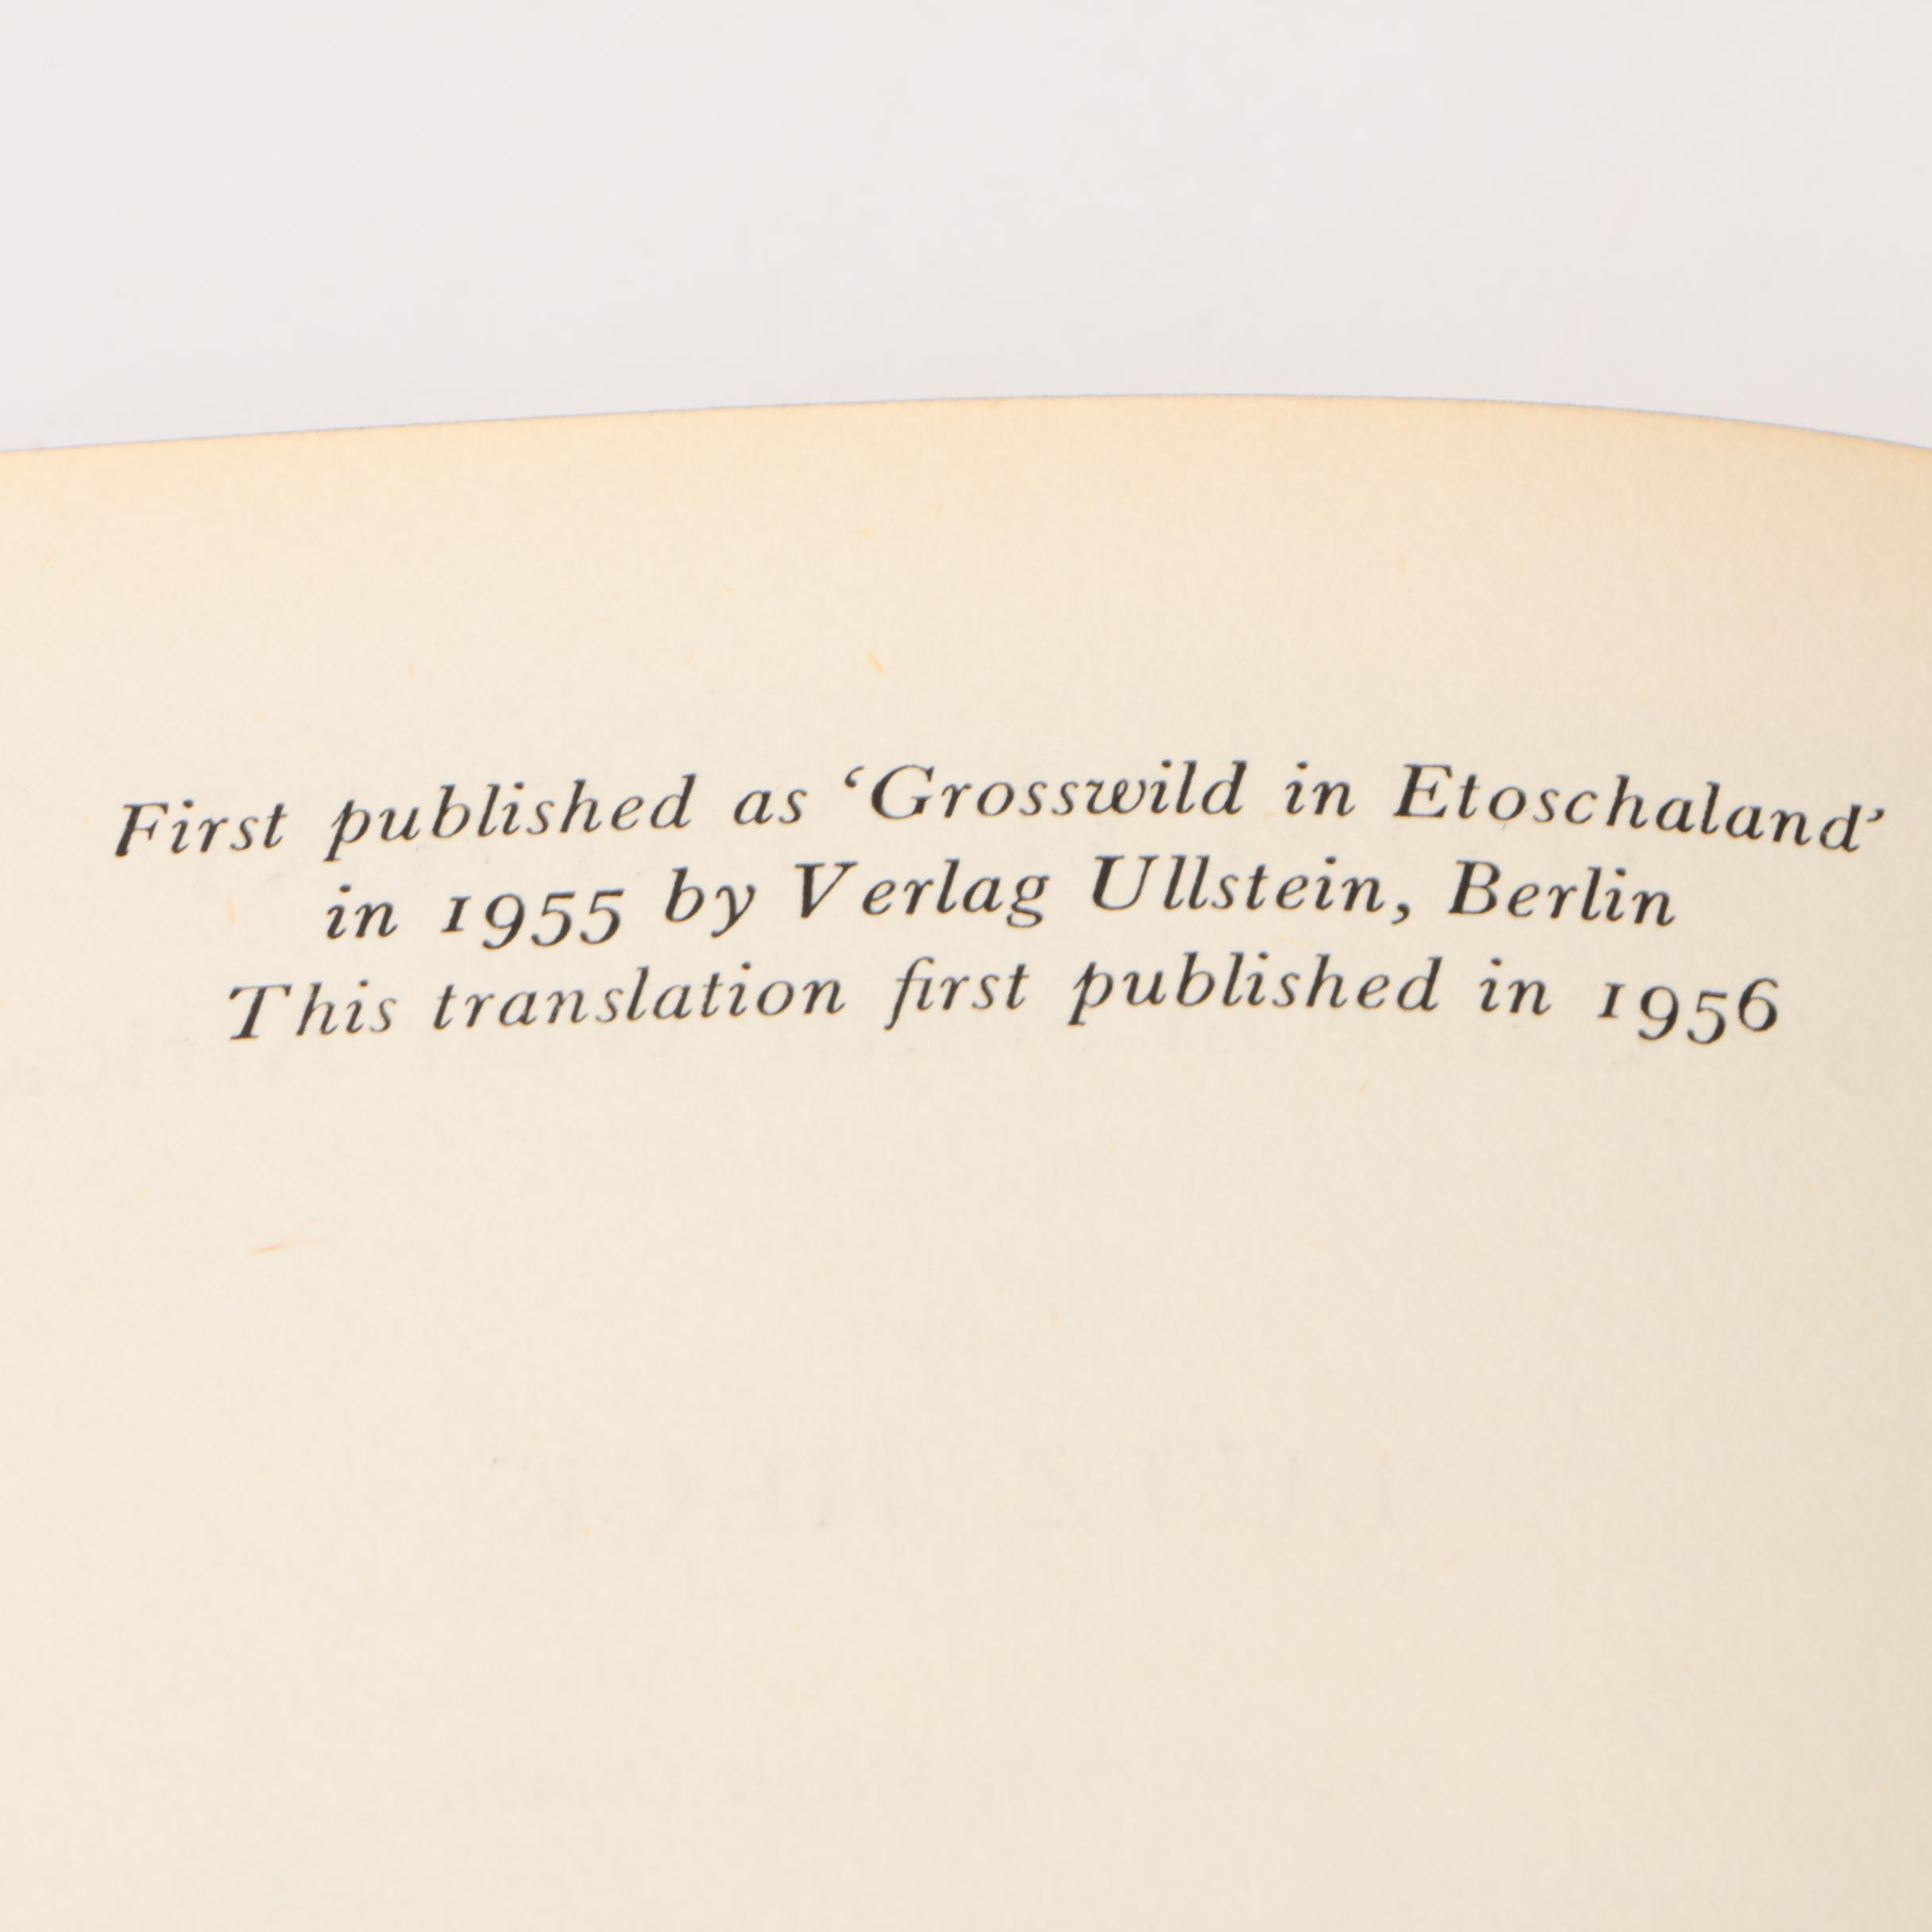 First published as ‘Grosswild in Etoschaland’
in 1955 by Verlag Ullstein, Berlin
This translation first published in 1956